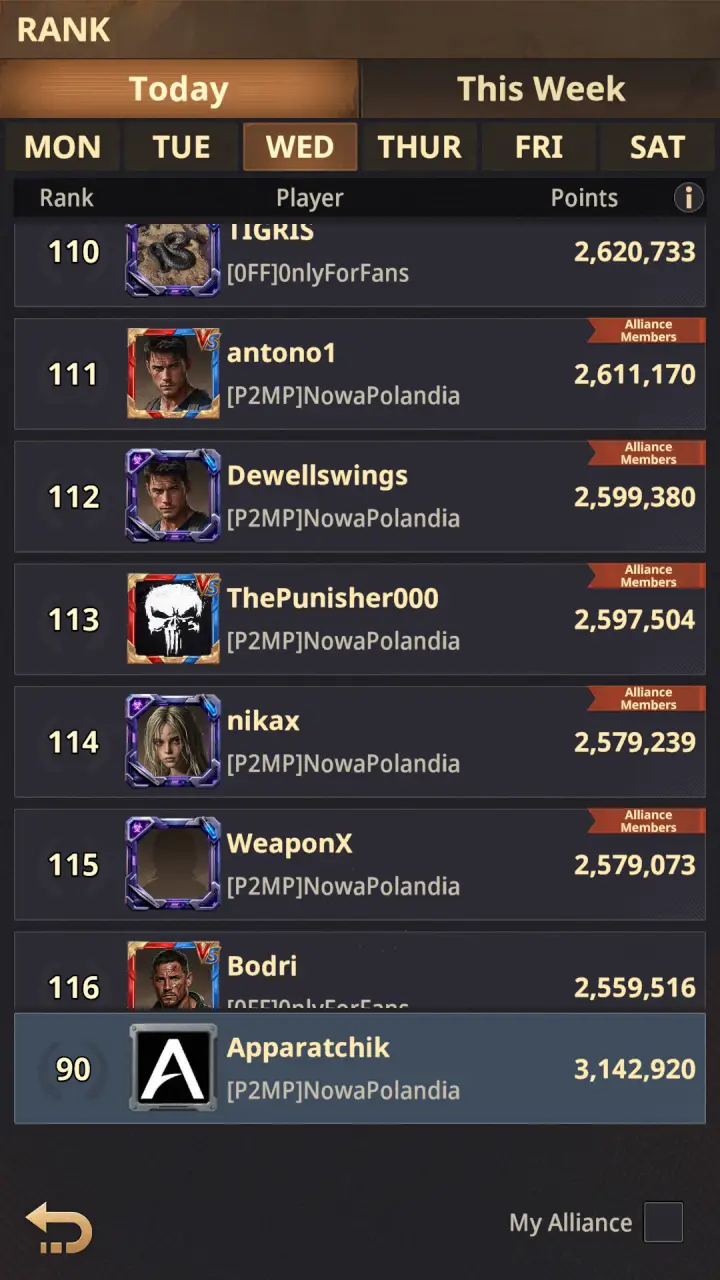 RANK
Today
This Week
MON
TUE
WED
THUR
FRI
SAT
Rank
Player
Points
110
TIGRIS
[0FF]0nlyForFans
2,620,733
Alliance
Members
111
antono1
[P2MP]NowaPolandia
2,611,170
Alliance
Members
112
Dewellswings
[P2MP]NowaPolandia
2,599,380
Alliance
Members
113
ThePunisher000
[P2MP]NowaPolandia
2,597,504
Alliance
Members
114
nikax
[P2MP]NowaPolandia
2,579,239
Alliance
Members
115
WeaponX
[P2MP]NowaPolandia
2,579,073
116
Bodri
[0FF]0nlyForFans
2,559,516
90
Apparatchik
[P2MP]NowaPolandia
3,142,920
My Alliance